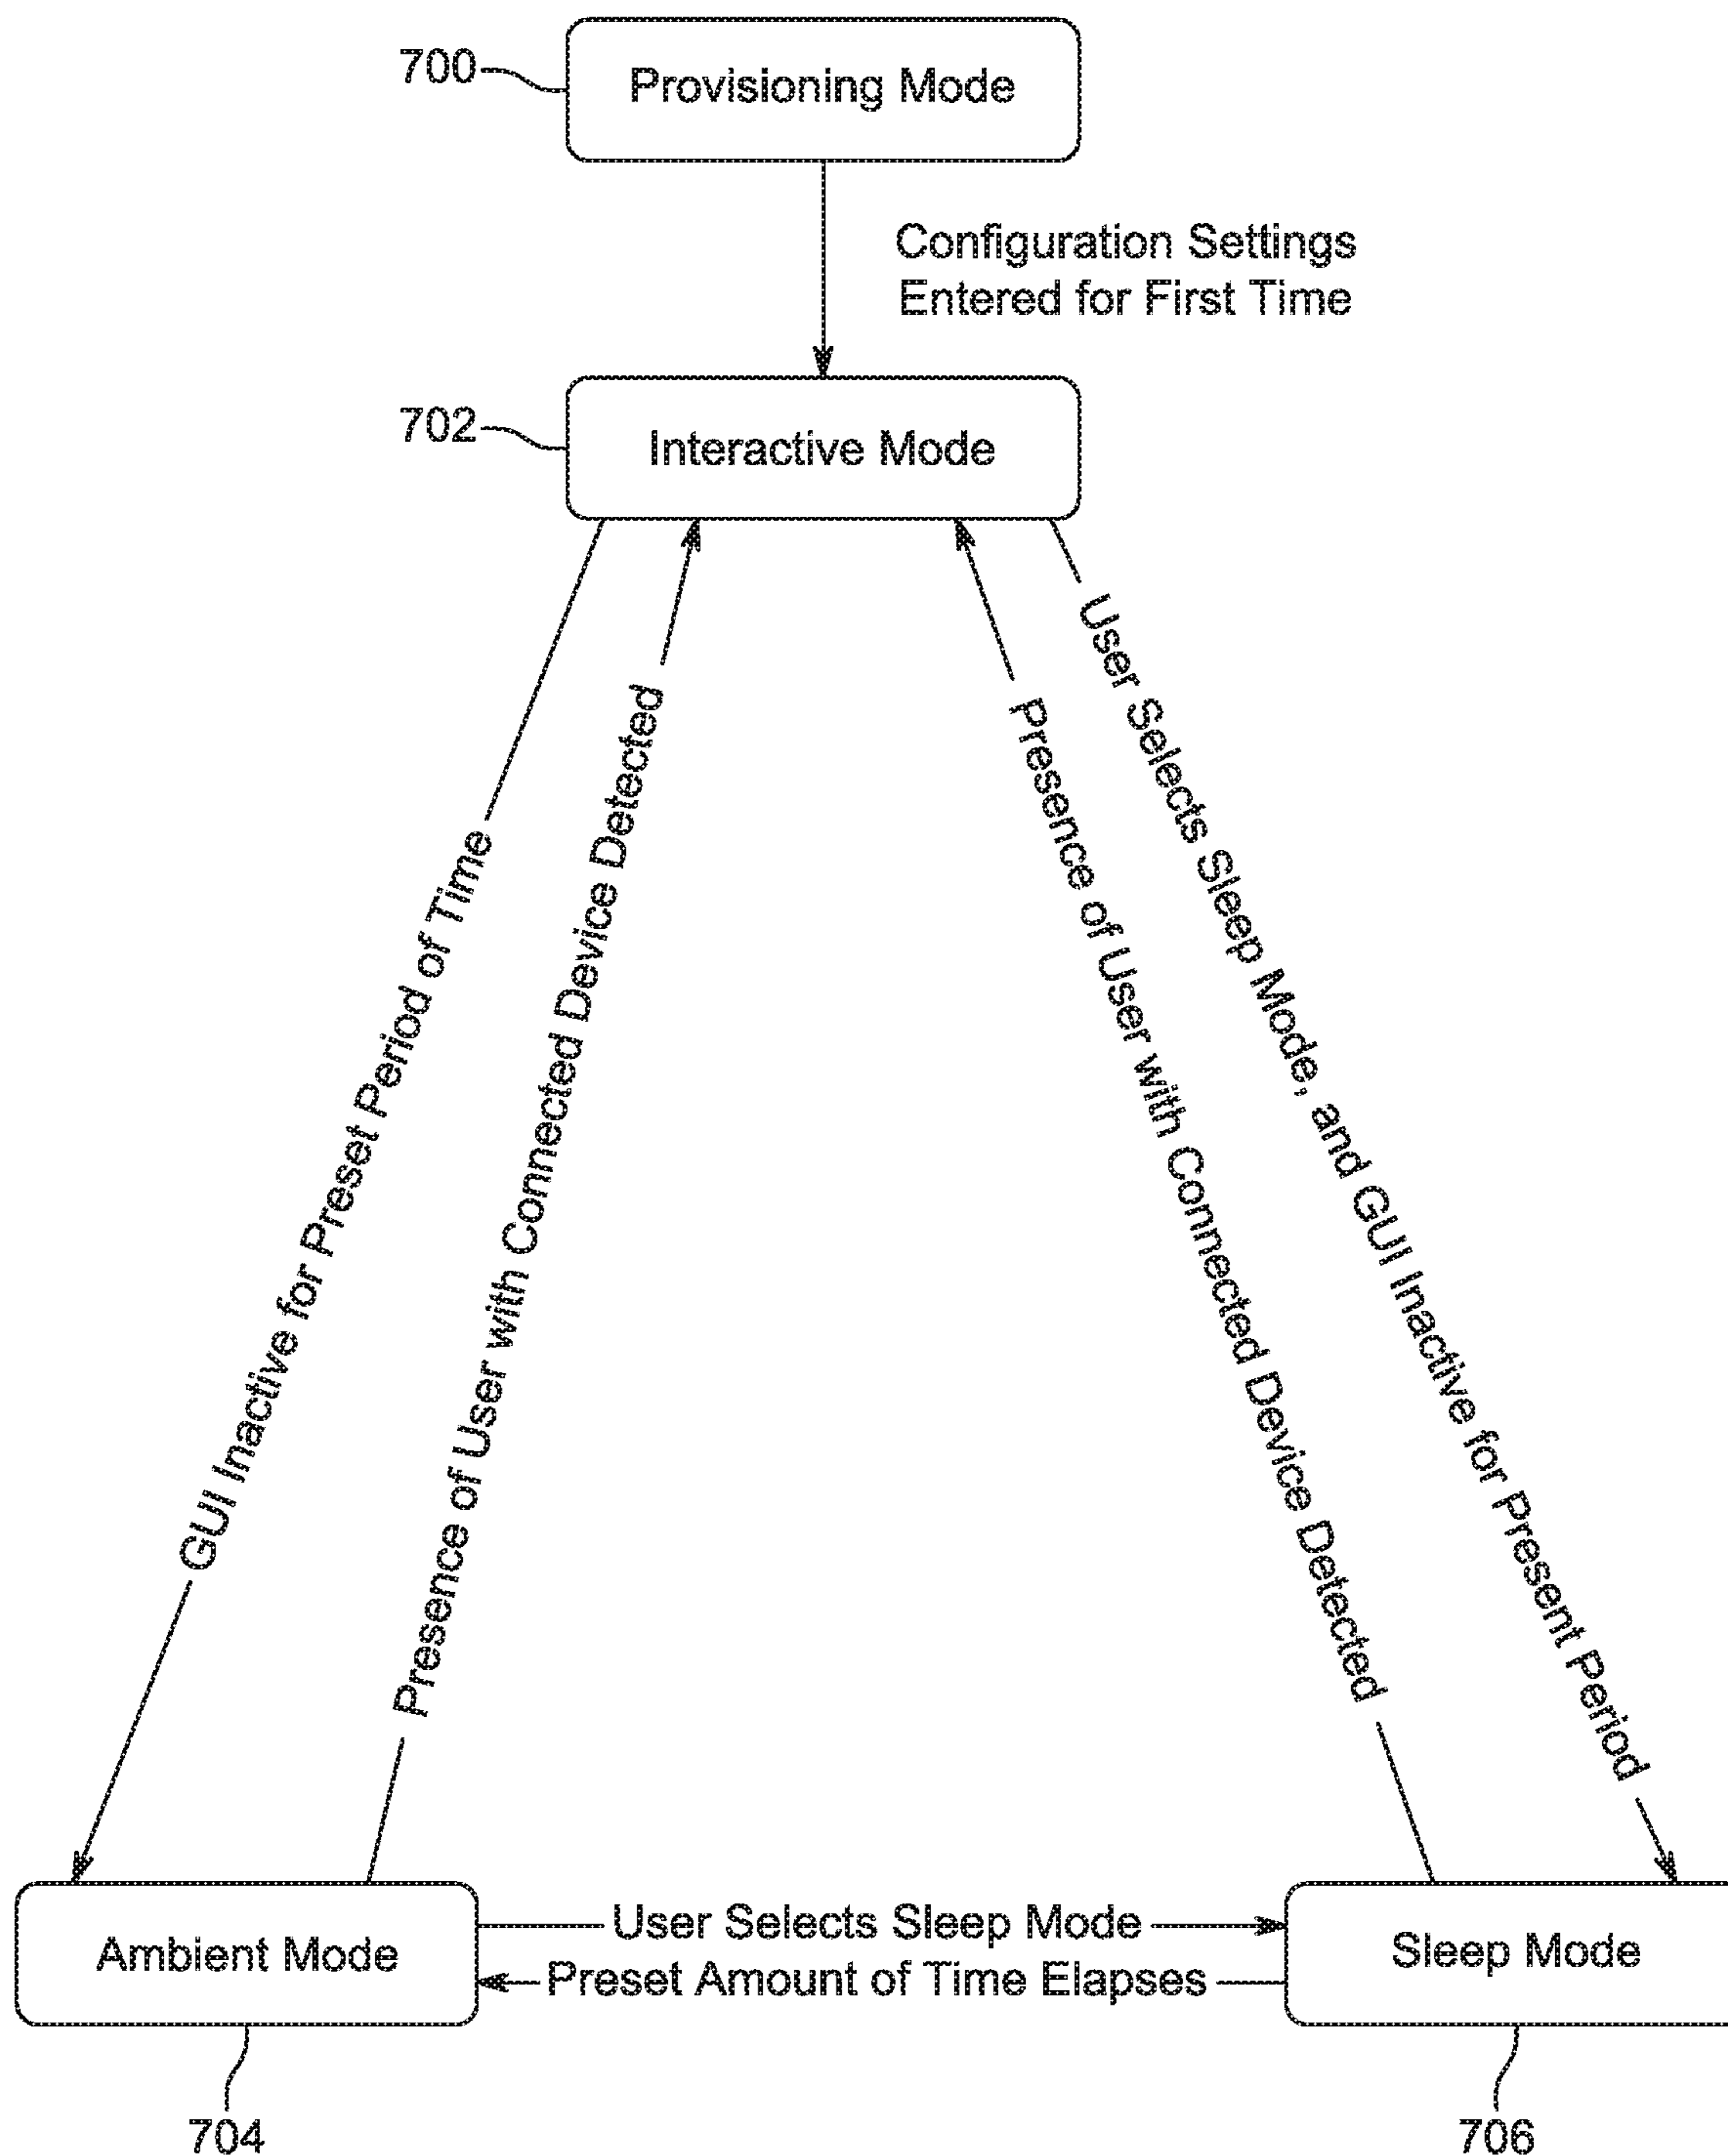 700
Provisioning Mode
Configuration Settings
Entered for First Time
702
Interactive Mode
GUI Inactive for Preset Period of Time
Presence of User with Connected Device Detected
Presence of User with Connected Device Detected
User Selects Sleep Mode, and GUI Inactive for Present Period
Ambient Mode
User Selects Sleep Mode
Preset Amount of Time Elapses
Sleep Mode
704
706